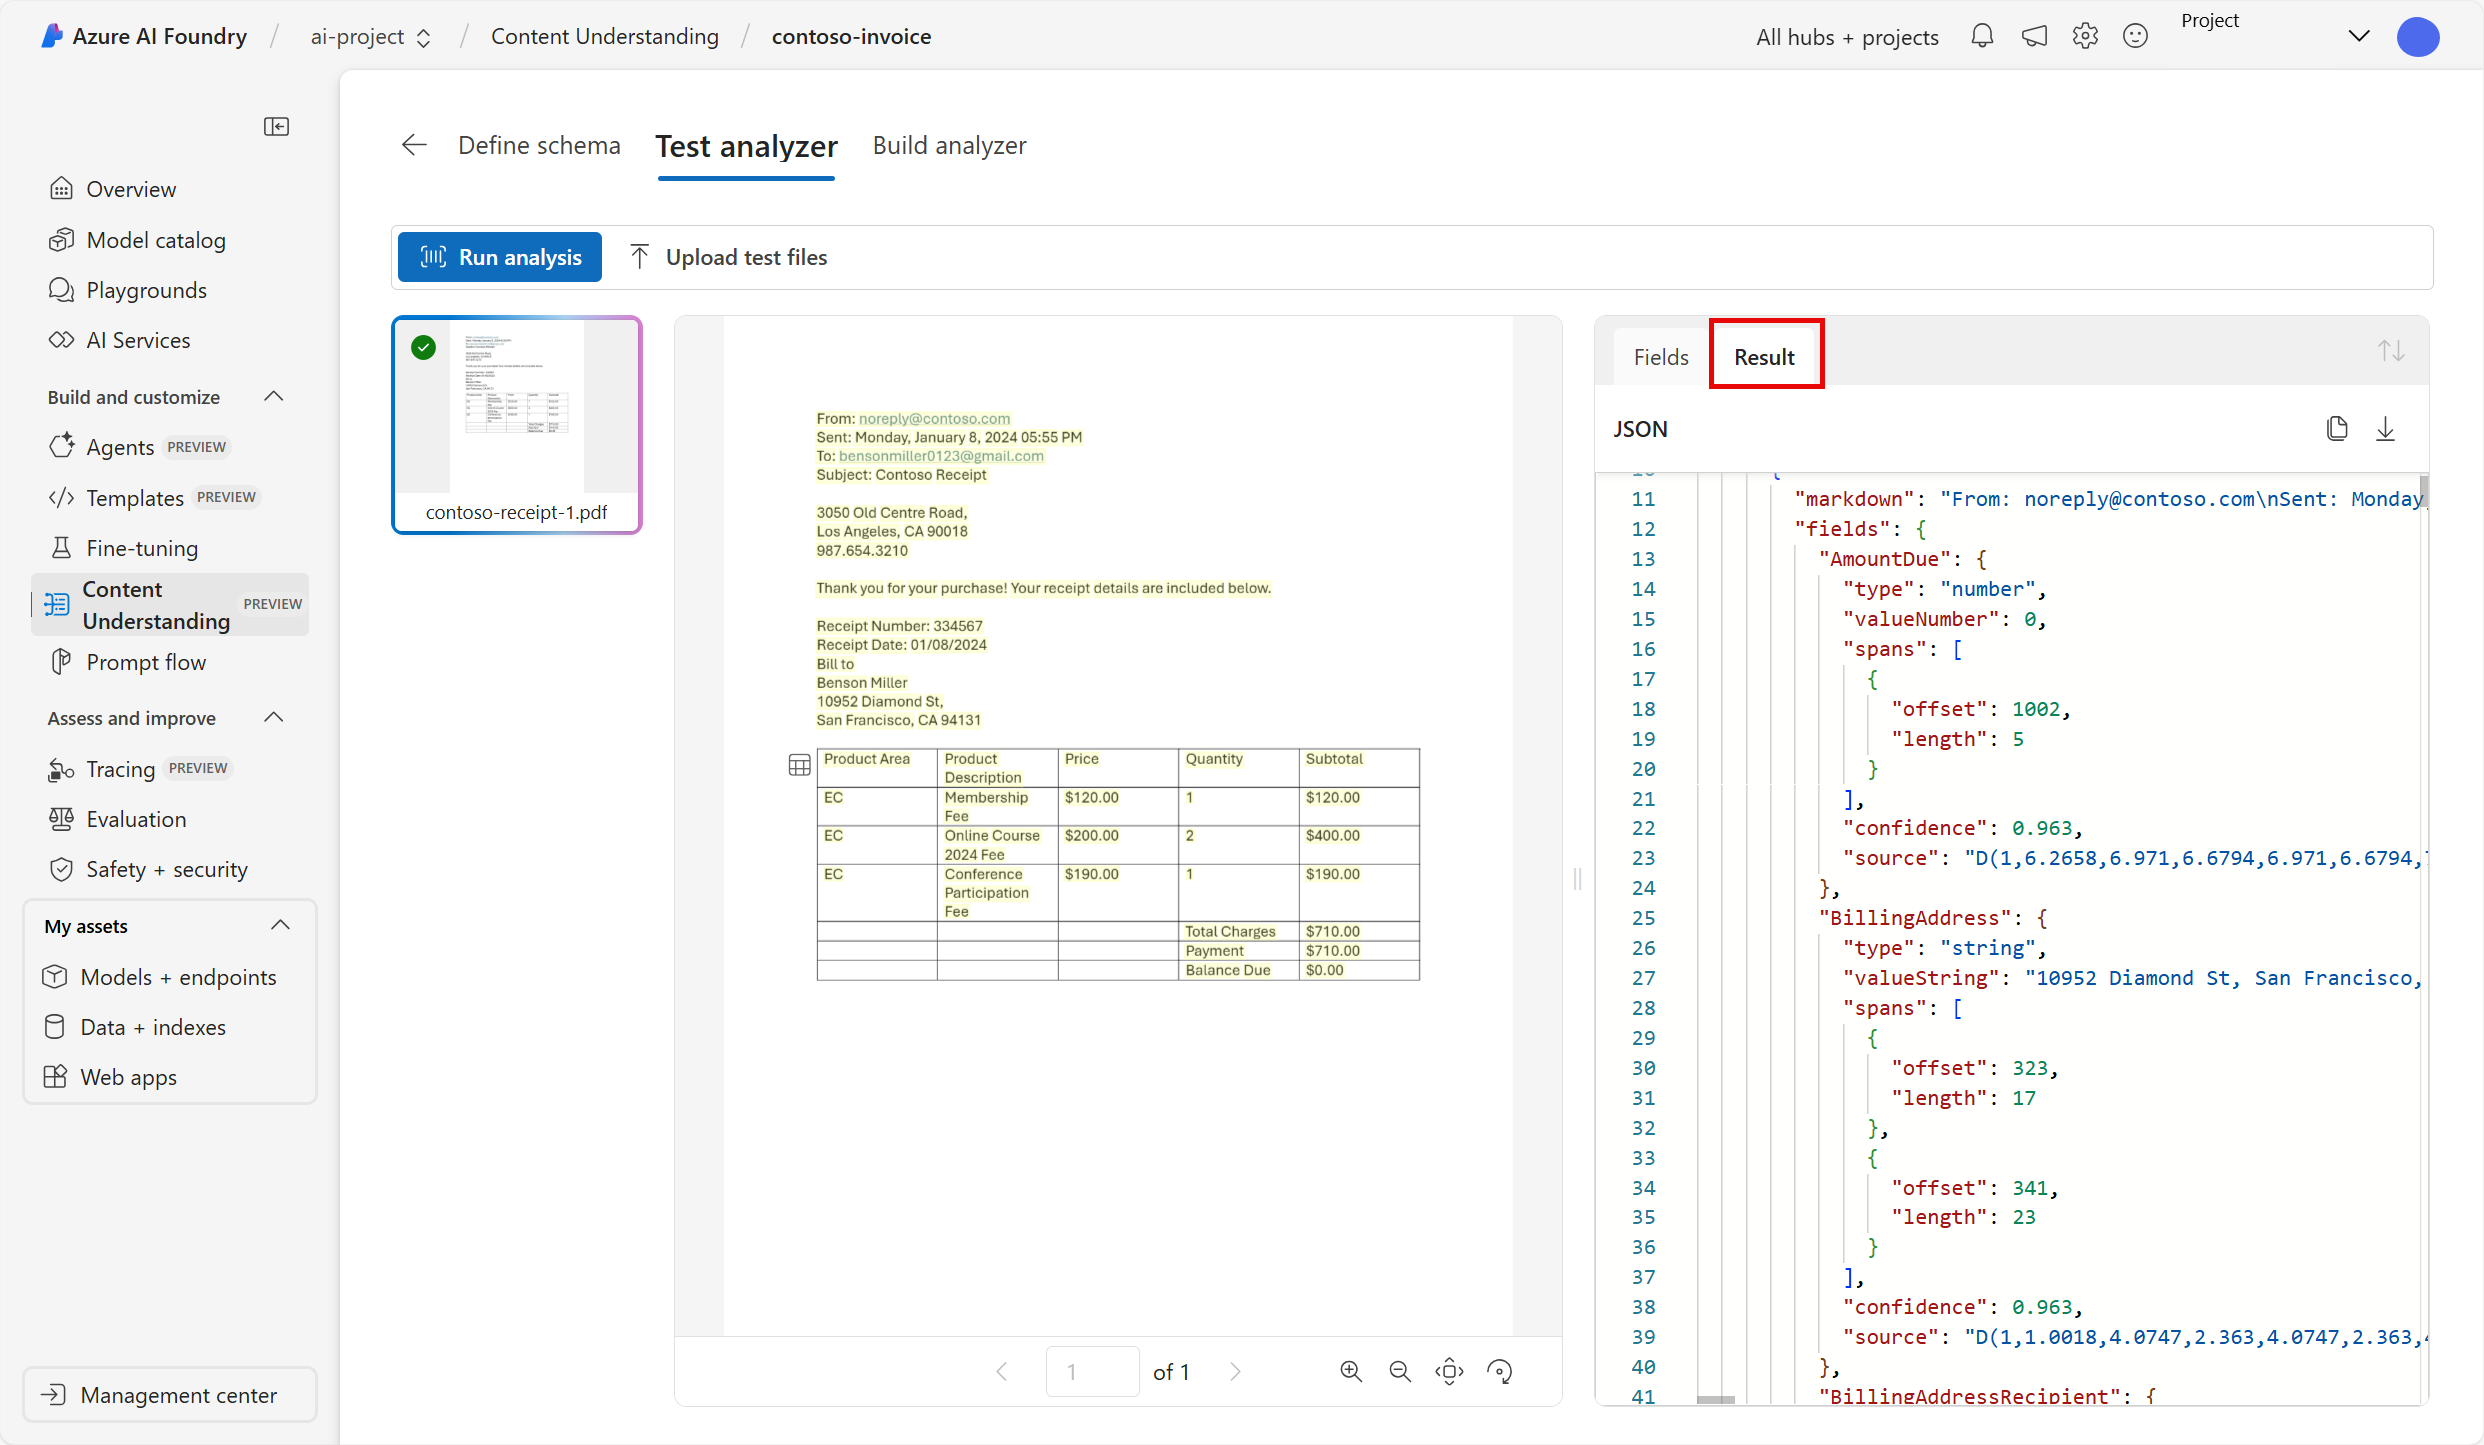 Azure AI Foundry / ai-project / Content Understanding / contoso-invoice
All hubs + projects
Project
Overview
Model catalog
Playgrounds
AI Services
Build and customize
Agents PREVIEW
Templates PREVIEW
Fine-tuning
Content Understanding PREVIEW
Prompt flow
Assess and improve
Tracing PREVIEW
Evaluation
Safety + security
My assets
Models + endpoints
Data + indexes
Web apps
Management center
Define schema Test analyzer Build analyzer
Run analysis Upload test files
contoso-receipt-1.pdf
From: noreply@contoso.com
Sent: Monday, January 8, 2024 05:55 PM
To: bensonmiller0123@gmail.com
Subject: Contoso Receipt
3050 Old Centre Road,
Los Angeles, CA 90018
987.654.3210
Thank you for your purchase! Your receipt details are included below.
Receipt Number: 334567
Receipt Date: 01/08/2024
Bill to
Benson Miller
10952 Diamond St,
San Francisco, CA 94131
Product Area Product Description Price Quantity Subtotal
EC Membership Fee $120.00 1 $120.00
EC Online Course 2024 Fee $200.00 2 $400.00
EC Conference Participation Fee $190.00 1 $190.00
Total Charges $710.00
Payment $710.00
Balance Due $0.00
1 of 1
Fields Result
JSON
11 "markdown": "From: noreply@contoso.com\nSent: Monday,
12 "fields": {
13 "AmountDue": {
14 "type": "number",
15 "valueNumber": 0,
16 "spans": [
17 {
18 "offset": 1002,
19 "length": 5
20 }
21 ],
22 "confidence": 0.963,
23 "source": "D(1,6.2658,6.971,6.6794,6.971,6.6794,
24 },
25 "BillingAddress": {
26 "type": "string",
27 "valueString": "10952 Diamond St, San Francisco,
28 "spans": [
29 {
30 "offset": 323,
31 "length": 17
32 },
33 {
34 "offset": 341,
35 "length": 23
36 }
37 ],
38 "confidence": 0.963,
39 "source": "D(1,1.0018,4.0747,2.363,4.0747,2.363,
40 },
41 "BillingAddressRecipient": {